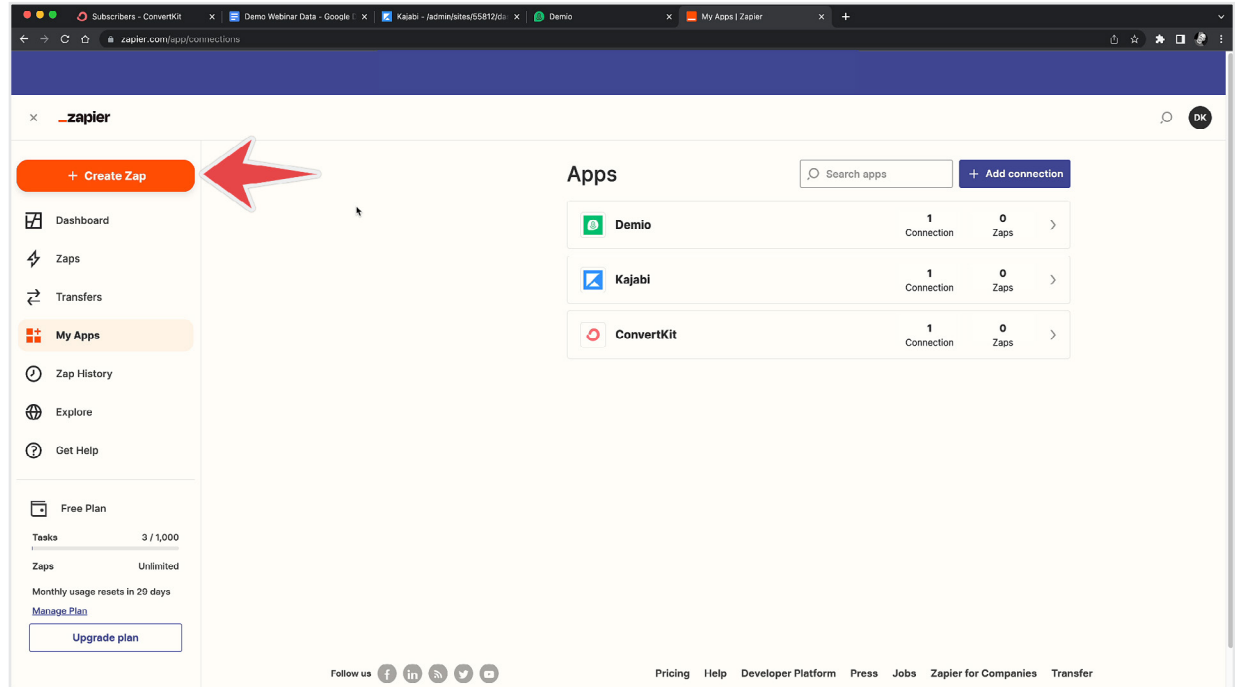 Subscribers - ConvertKit
Demo Webinar Data - Google D
Kajabi - /admin/sites/55812/da
Demio
My Apps | Zapier
zapier.com/app/connections
_zapier
DK
+ Create Zap
Dashboard
Zaps
Transfers
My Apps
Zap History
Explore
Get Help
Free Plan
Tasks 3 / 1,000
Zaps Unlimited
Monthly usage resets in 29 days
Manage Plan
Upgrade plan
Apps
Search apps
+ Add connection
Demio
1 0
Connection Zaps
Kajabi
1 0
Connection Zaps
ConvertKit
1 0
Connection Zaps
Follow us
Pricing Help Developer Platform Press Jobs Zapier for Companies Transfer